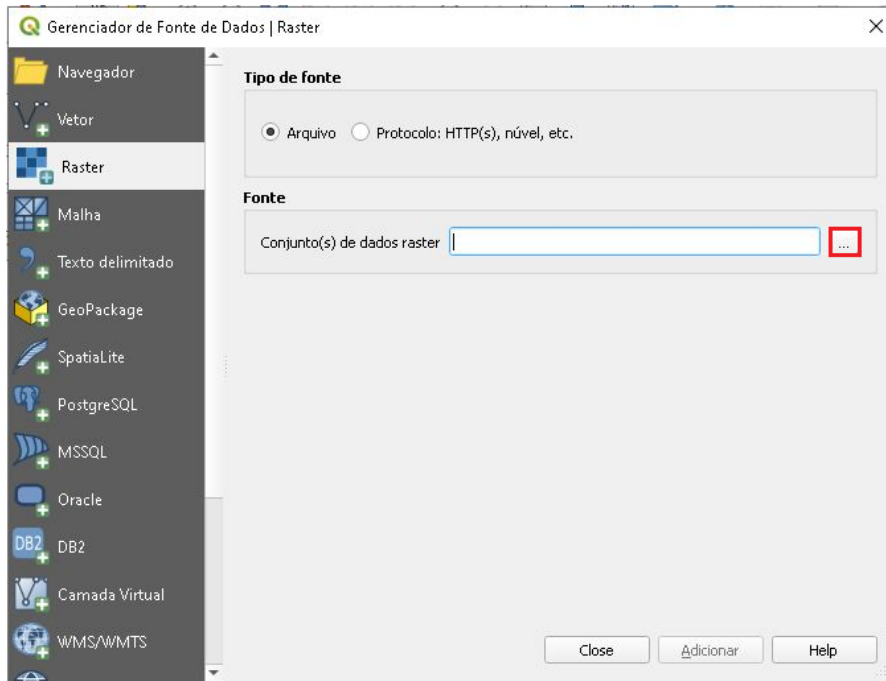 Gerenciador de Fonte de Dados | Raster
Navegador
Vetor
Raster
Malha
Texto delimitado
GeoPackage
SpatiaLite
PostgreSQL
MSSQL
Oracle
DB2
DB2
Camada Virtual
WMS/WMTS
Tipo de fonte
Arquivo
Protocolo: HTTP(s), núvel, etc.
Fonte
Conjunto(s) de dados raster
...
Close
Adicionar
Help